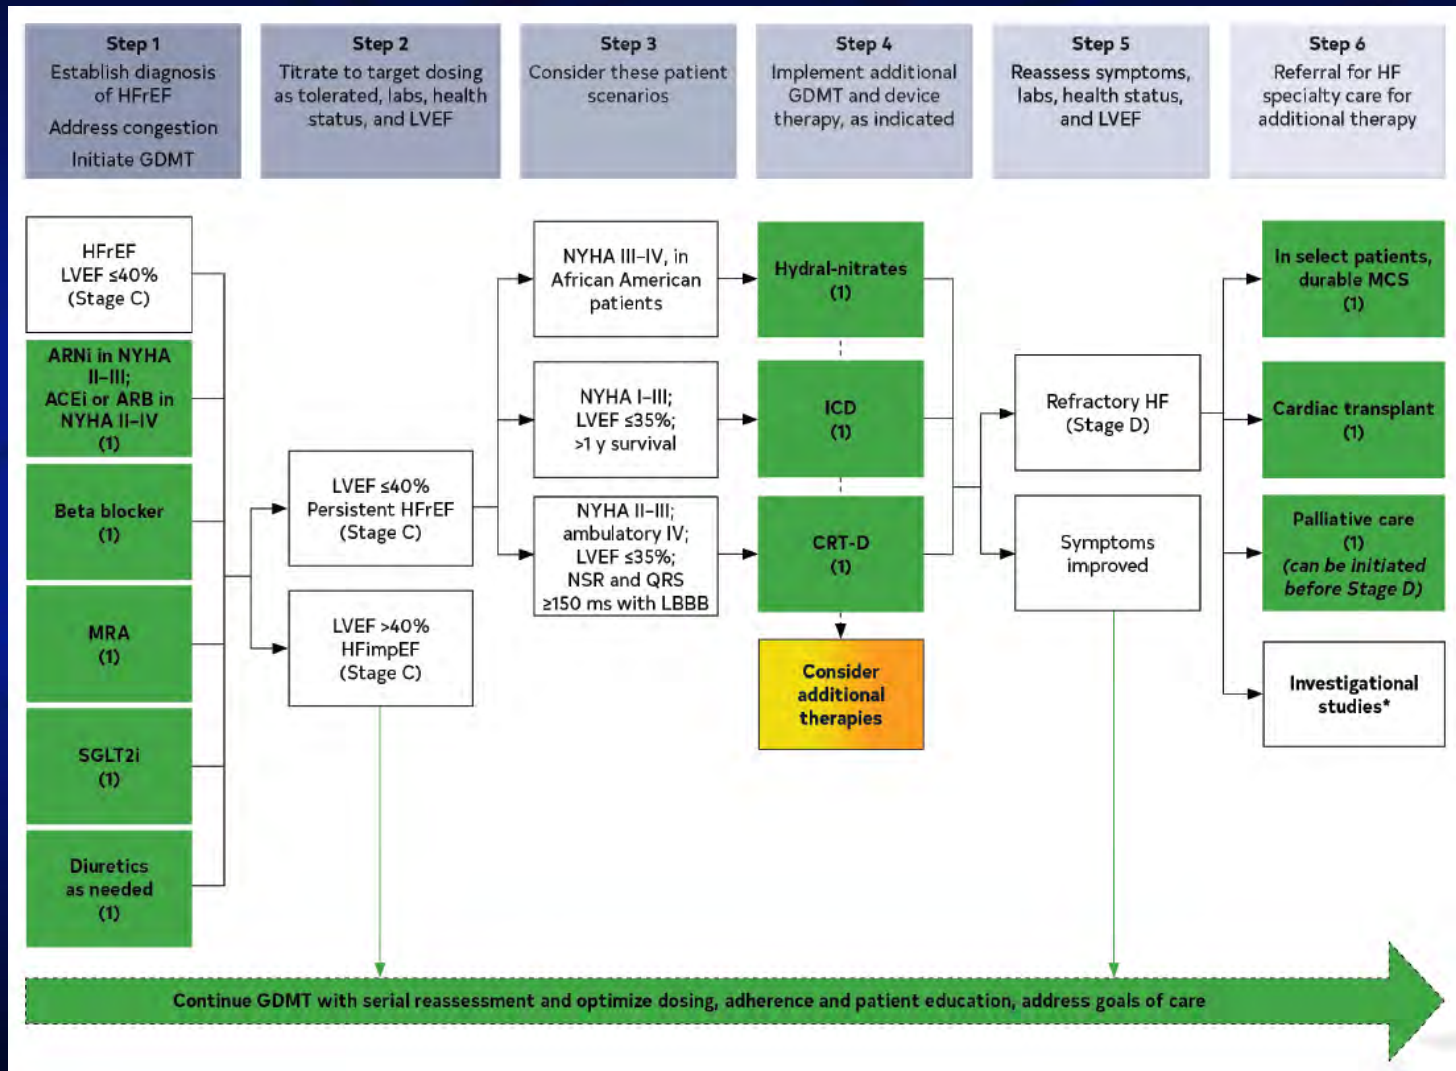 Step 1
Establish diagnosis
of HFrEF
Address congestion
Initiate GDMT
Step 2
Titrate to target dosing
as tolerated, labs, health
status, and LVEF
Step 3
Consider these patient
scenarios
Step 4
Implement additional
GDMT and device
therapy, as indicated
Step 5
Reassess symptoms,
labs, health status,
and LVEF
Step 6
Referral for HF
specialty care for
additional therapy
HFrEF
LVEF ≤40%
(Stage C)
ARNi in NYHA
II–III;
ACEi or ARB in
NYHA II–IV
(1)
Beta blocker
(1)
MRA
(1)
SGLT2i
(1)
Diuretics
as needed
(1)
LVEF ≤40%
Persistent HFrEF
(Stage C)
LVEF >40%
HFimpEF
(Stage C)
NYHA III–IV, in
African American
patients
NYHA I–III;
LVEF ≤35%;
>1 y survival
NYHA II–III;
ambulatory IV;
LVEF ≤35%;
NSR and QRS
≥150 ms with LBBB
Hydral-nitrates
(1)
ICD
(1)
CRT-D
(1)
Consider
additional
therapies
Refractory HF
(Stage D)
Symptoms
improved
In select patients,
durable MCS
(1)
Cardiac transplant
(1)
Palliative care
(1)
(can be initiated
before Stage D)
Investigational
studies*
Continue GDMT with serial reassessment and optimize dosing, adherence and patient education, address goals of care